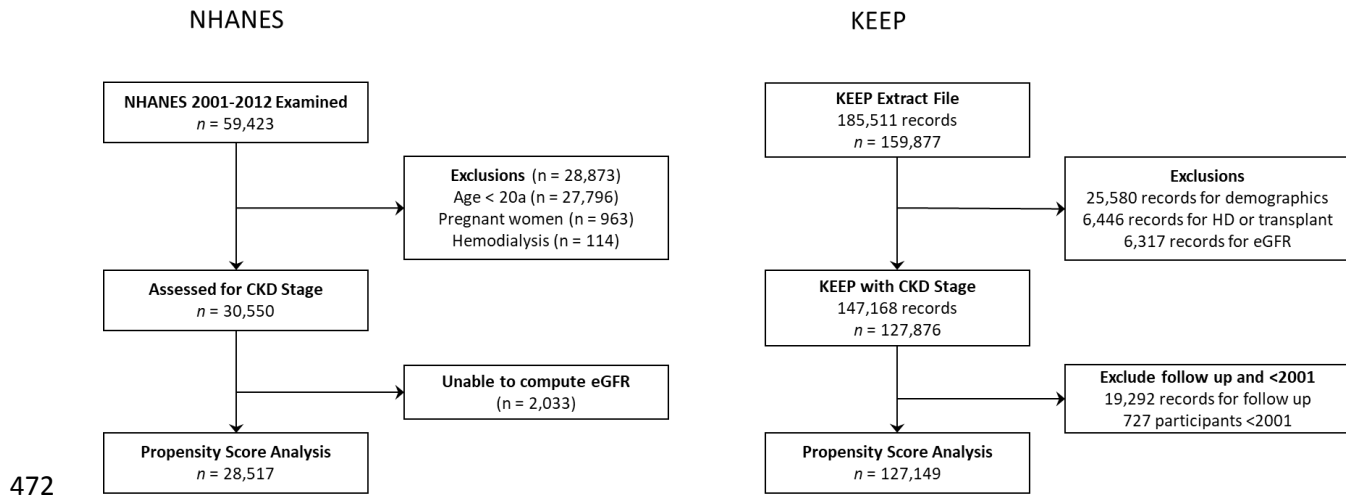 NHANES
NHANES 2001-2012 Examined
n = 59,423
Exclusions (n = 28,873)
Age < 20a (n = 27,796)
Pregnant women (n = 963)
Hemodialysis (n = 114)
Assessed for CKD Stage
n = 30,550
Unable to compute eGFR
(n = 2,033)
Propensity Score Analysis
n = 28,517
KEEP
KEEP Extract File
185,511 records
n = 159,877
Exclusions
25,580 records for demographics
6,446 records for HD or transplant
6,317 records for eGFR
KEEP with CKD Stage
147,168 records
n = 127,876
Exclude follow up and <2001
19,292 records for follow up
727 participants <2001
Propensity Score Analysis
n = 127,149
472